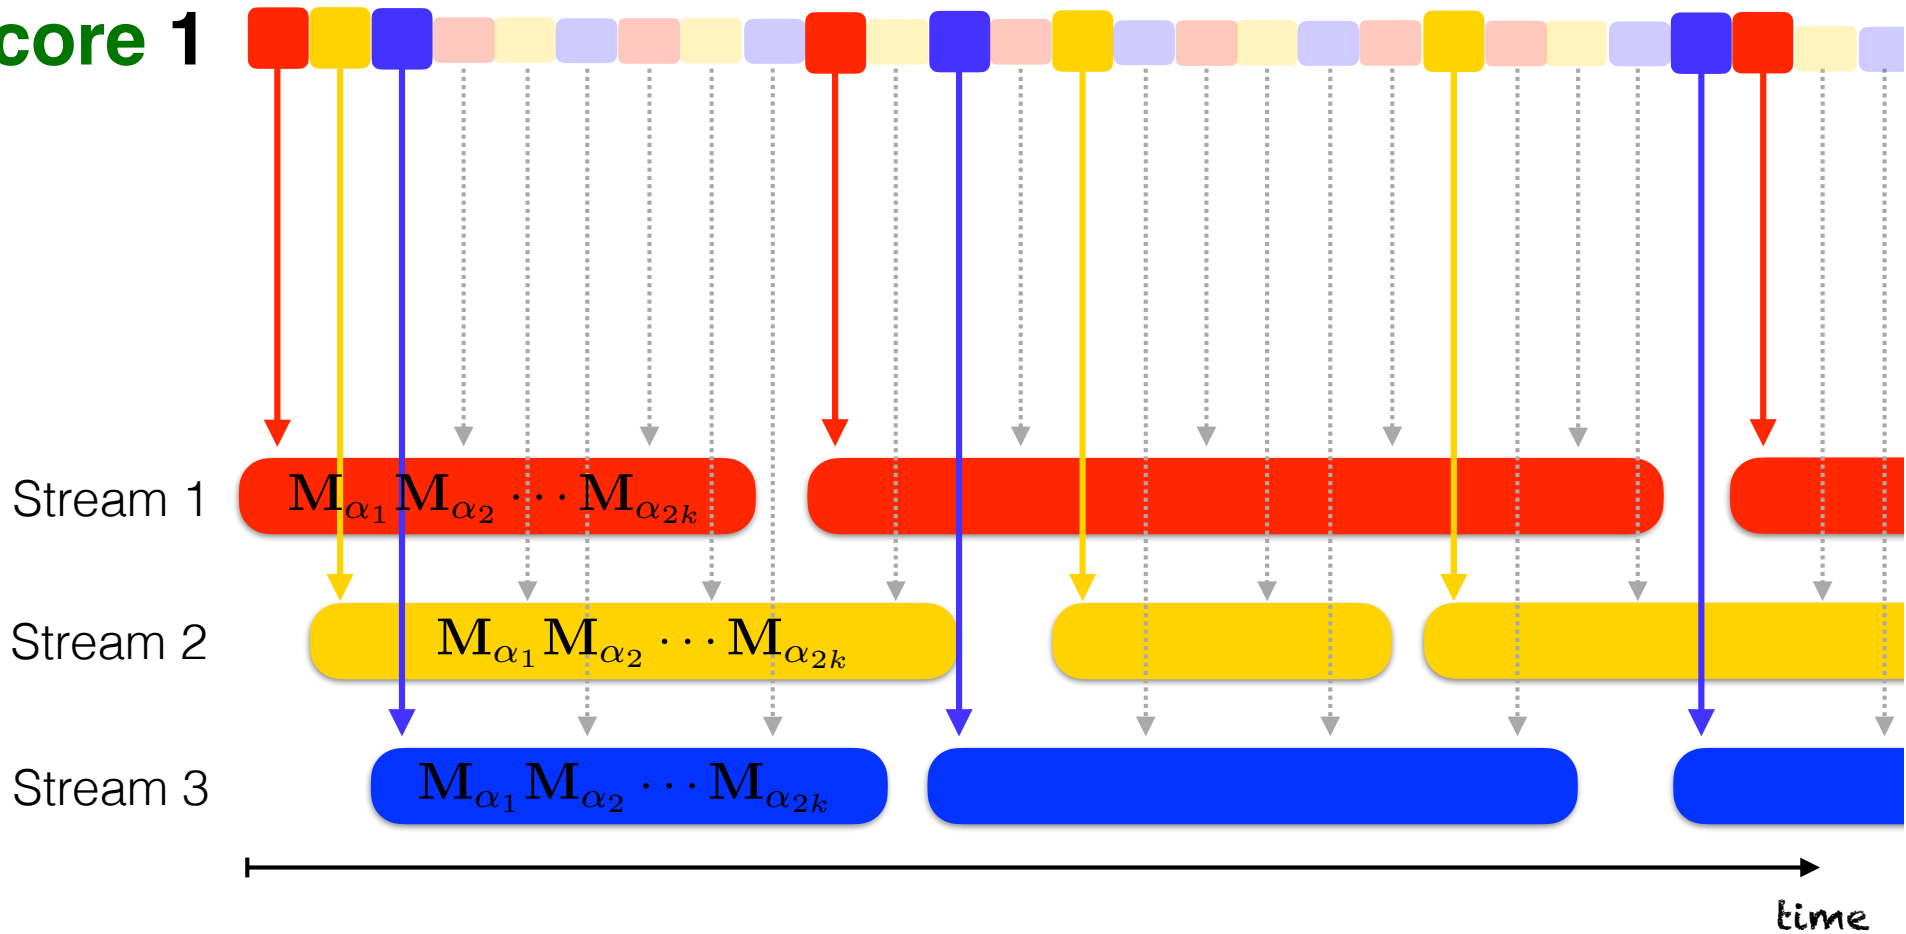 core 1
Stream 1 M_{α_1} M_{α_2} ⋯ M_{α_{2k}}
Stream 2 M_{α_1} M_{α_2} ⋯ M_{α_{2k}}
Stream 3 M_{α_1} M_{α_2} ⋯ M_{α_{2k}}
time